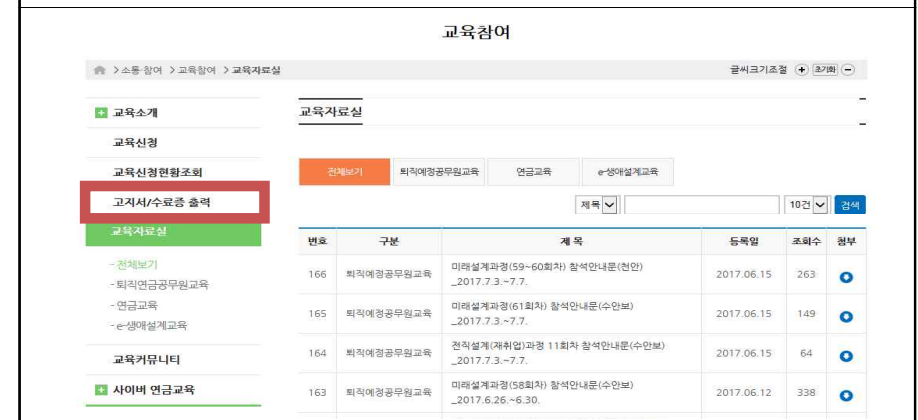 교육참여
>소통·참여 >교육참여 >교육자료실
글씨크기조절 + 초기화 -
교육소개
교육신청
교육신청현황조회
고지서/수료증 출력
교육자료실
- 전체보기
- 퇴직연금공무원교육
- 연금교육
- e-생애설계교육
교육커뮤니티
사이버 연금교육
교육자료실
전체보기 퇴직예정공무원교육 연금교육 e-생애설계교육
제목 10건 검색
번호 구분 제 목 등록일 조회수 첨부
166 퇴직예정공무원교육 미래설계과정(59~60회차) 참석안내문(천안)
_2017.7.3.~7.7. 2017.06.15 263
165 퇴직예정공무원교육 미래설계과정(61회차) 참석안내문(수안보)
_2017.7.3.~7.7. 2017.06.15 149
164 퇴직예정공무원교육 전직설계(재취업)과정 11회차 참석안내문(수안보)
_2017.7.3.~7.7. 2017.06.15 64
163 퇴직예정공무원교육 미래설계과정(58회차) 참석안내문(수안보)
_2017.6.26.~6.30. 2017.06.12 338